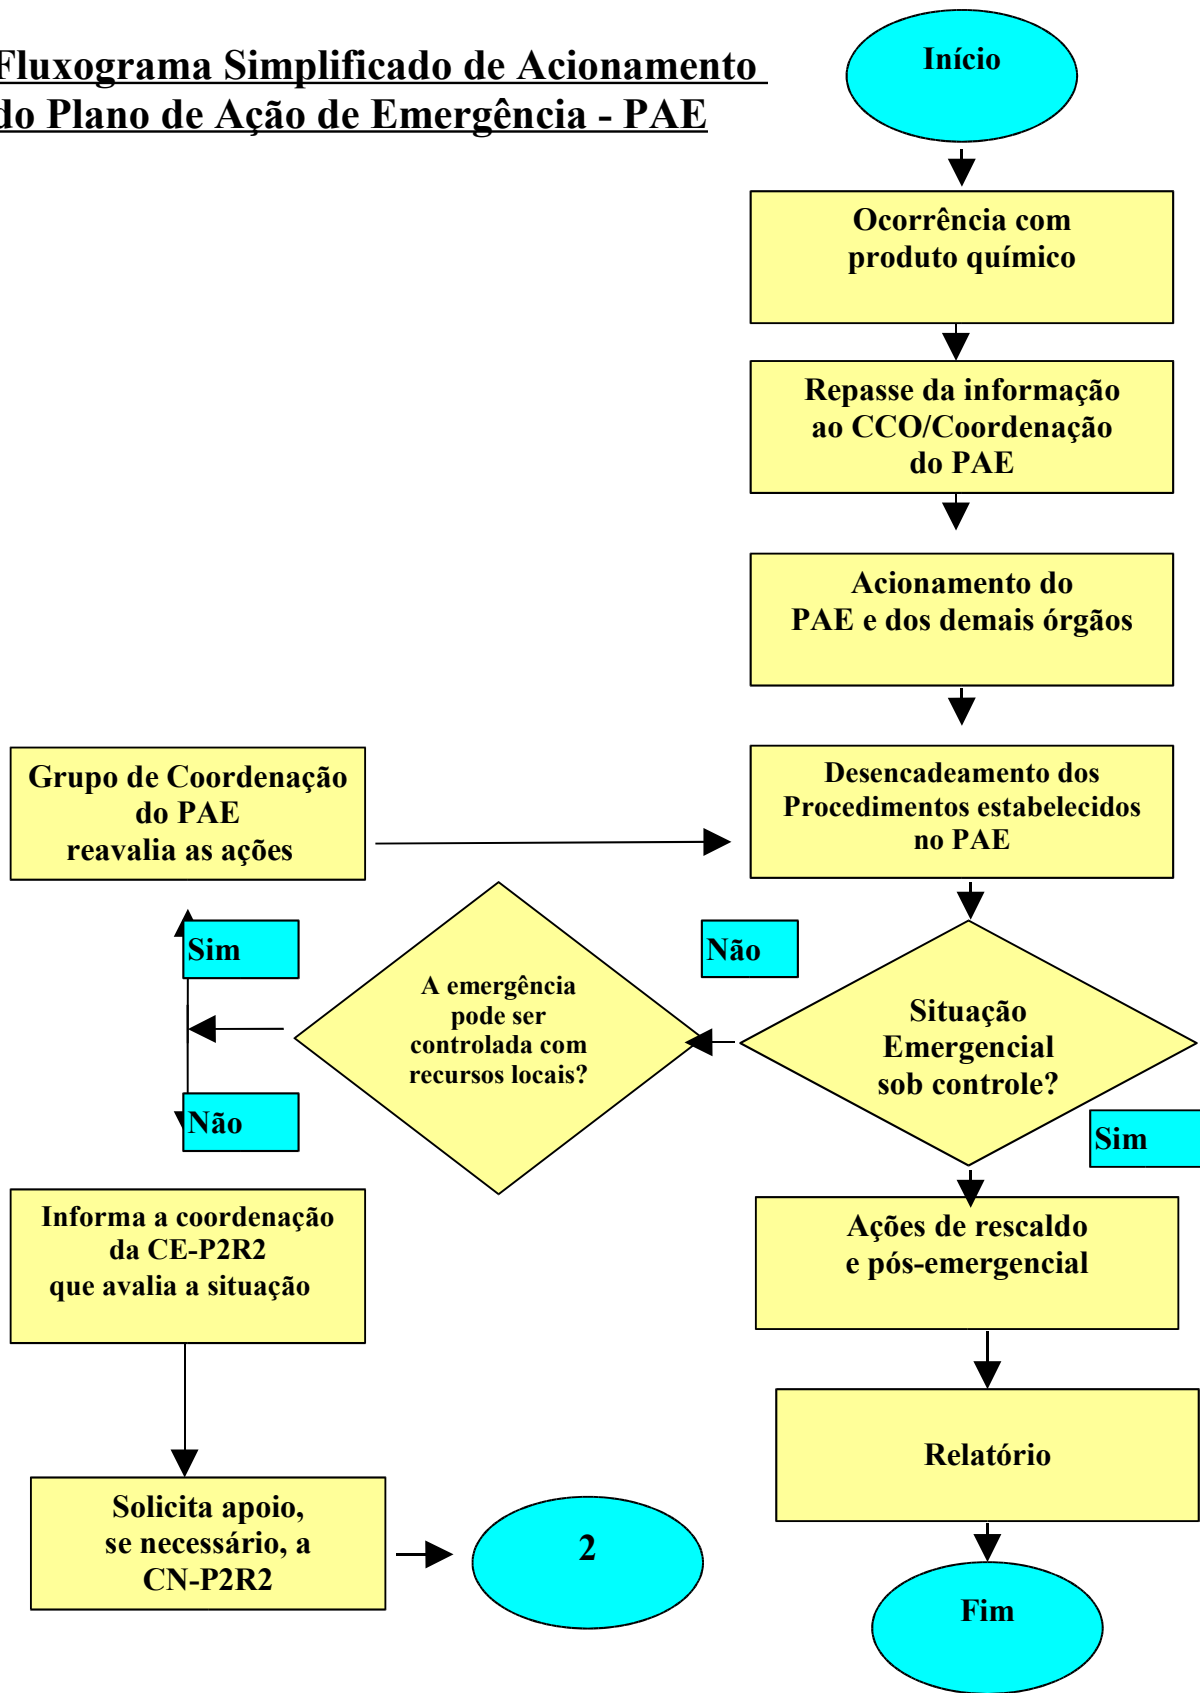 Fluxograma Simplificado de Acionamento
do Plano de Ação de Emergência - PAE
Início
Ocorrência com
produto químico
Repasse da informação
ao CCO/Coordenação
do PAE
Acionamento do
PAE e dos demais órgãos
Desencadeamento dos
Procedimentos estabelecidos
no PAE
Grupo de Coordenação
do PAE
reavalia as ações
Situação
Emergencial
sob controle?
Não
A emergência
pode ser
controlada com
recursos locais?
Sim
Não
Sim
Informa a coordenação
da CE-P2R2
que avalia a situação
Ações de rescaldo
e pós-emergencial
Relatório
Solicita apoio,
se necessário, a
CN-P2R2
2
Fim